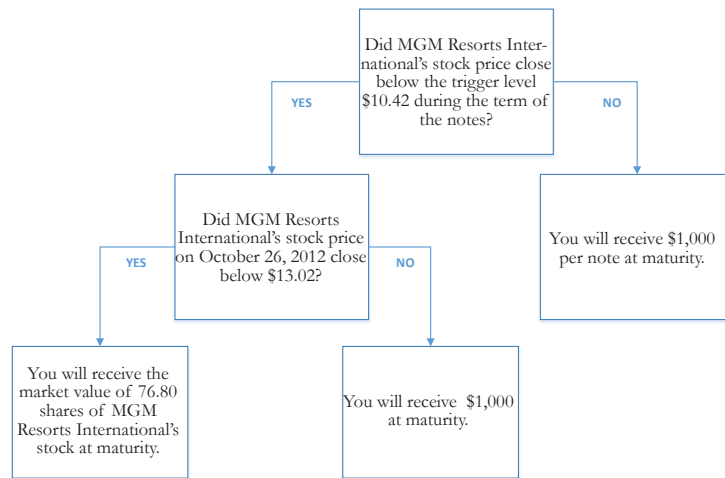 Did MGM Resorts Inter-
national's stock price close
below the trigger level
$10.42 during the term of
the notes?
YES
NO
Did MGM Resorts
International's stock price
on October 26, 2012 close
below $13.02?
You will receive $1,000
per note at maturity.
YES
NO
You will receive the
market value of 76.80
shares of MGM
Resorts International's
stock at maturity.
You will receive $1,000
at maturity.